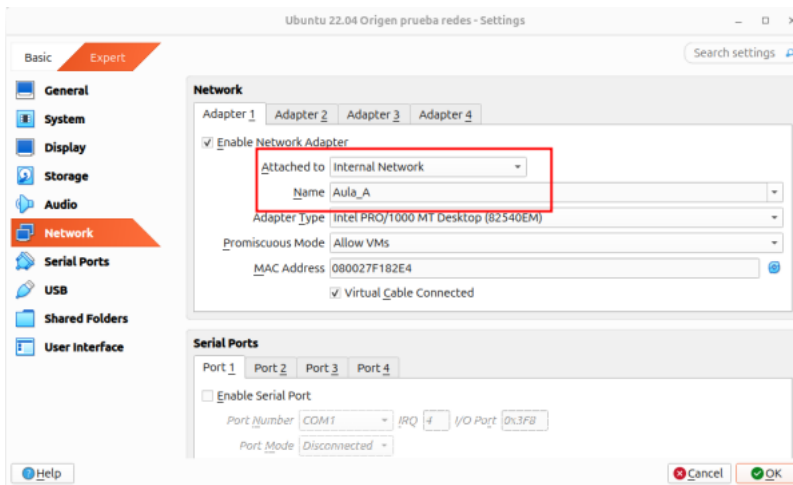 Ubuntu 22.04 Origen prueba redes - Settings
Basic Expert Search settings
General
System
Display
Storage
Audio
Network
Serial Ports
USB
Shared Folders
User Interface
Network
Adapter 1 Adapter 2 Adapter 3 Adapter 4
Enable Network Adapter
Attached to Internal Network
Name Aula_A
Adapter Type Intel PRO/1000 MT Desktop (82540EM)
Promiscuous Mode Allow VMs
MAC Address 080027F182E4
Virtual Cable Connected
Serial Ports
Port 1 Port 2 Port 3 Port 4
Enable Serial Port
Port Number COM1 IRQ 4 I/O Port 0x3F8
Port Mode Disconnected
Help Cancel OK